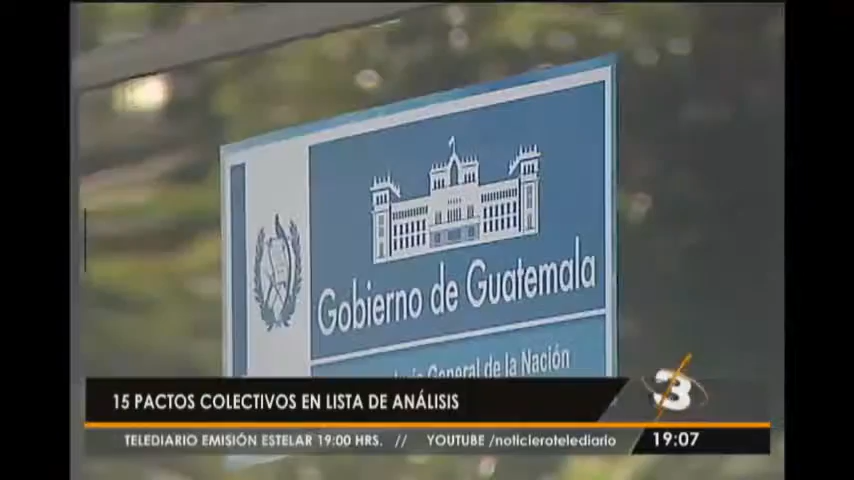 Gobierno de Guatemala
General de la Nación
15 PACTOS COLECTIVOS EN LISTA DE ANÁLISIS
3
TELEDIARIO EMISIÓN ESTELAR 19:00 HRS. // YOUTUBE /noticierotelediario
19:07